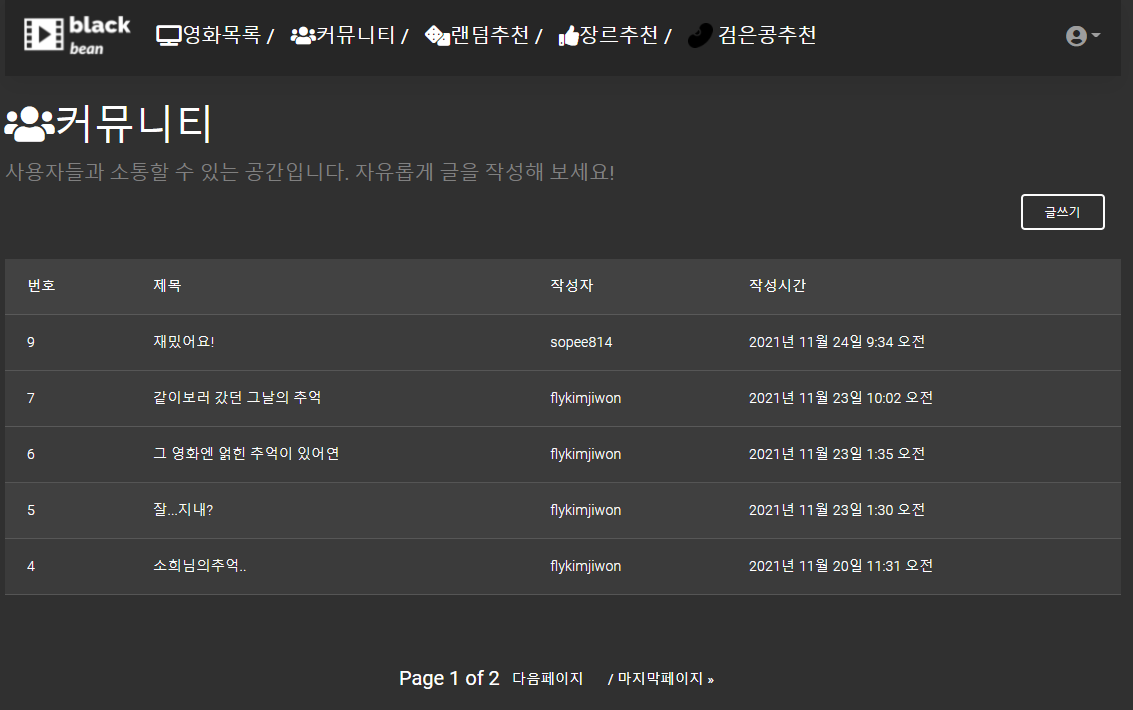 black
bean
영화목록 / 커뮤니티 / 랜덤추천 / 장르추천 / 검은콩추천
커뮤니티
사용자들과 소통할 수 있는 공간입니다. 자유롭게 글을 작성해 보세요!
글쓰기
번호 제목 작성자 작성시간
9 재밌어요! sopee814 2021년 11월 24일 9:34 오전
7 같이보러 갔던 그날의 추억 flykimjiwon 2021년 11월 23일 10:02 오전
6 그 영화엔 얽힌 추억이 있어연 flykimjiwon 2021년 11월 23일 1:35 오전
5 잘...지내? flykimjiwon 2021년 11월 23일 1:30 오전
4 소희님의추억.. flykimjiwon 2021년 11월 20일 11:31 오전
Page 1 of 2 다음페이지 / 마지막페이지 »